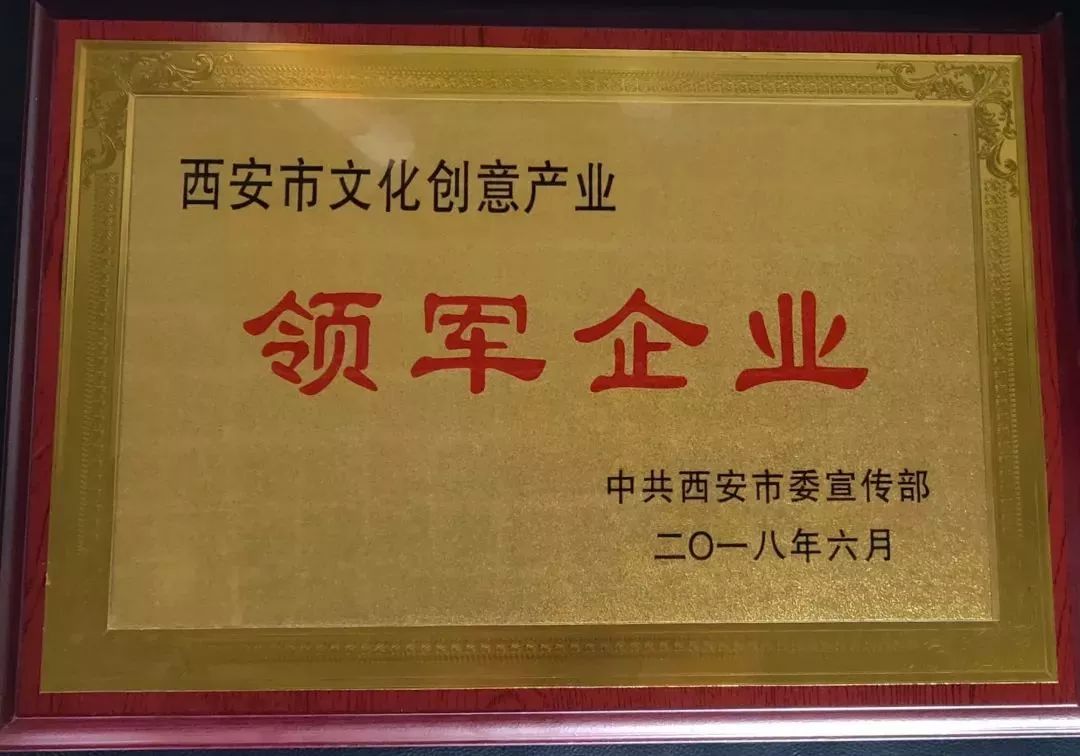 西安市文化创意产业
领军企业
中共西安市委宣传部
二〇一八年六月